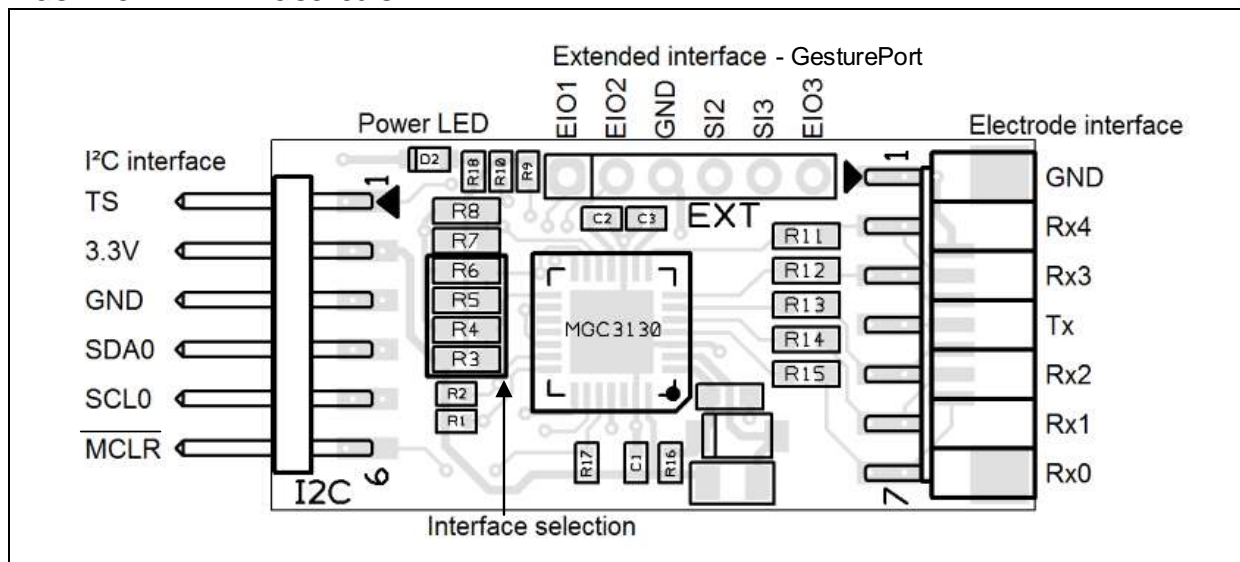 Extended interface - GesturePort
EIO1
EIO2
GND
SI2
SI3
EIO3
Power LED
Electrode interface
I²C interface
TS
3.3V
GND
SDA0
SCL0
MCLR
1
6
I2C
D2
R18
R10
R9
R8
R7
R6
R5
R4
R3
R2
R1
C2
C3
EXT
MGC3130
R11
R12
R13
R14
R15
R17
C1
R16
1
7
GND
Rx4
Rx3
Tx
Rx2
Rx1
Rx0
Interface selection